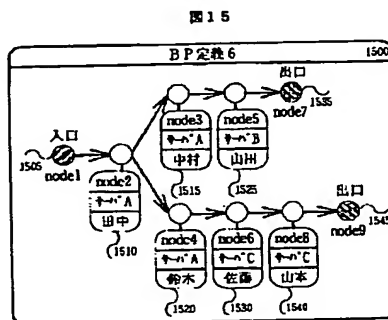 図15
BP定義6 1500
入口
1505
node1
node2
サーバA
田中
1510
node3
サーバA
中村
1515
node5
サーバB
山田
1525
出口
1535
node7
node4
サーバA
鈴木
1520
node6
サーバC
佐藤
1530
node8
サーバC
山本
1540
出口
1545
node9